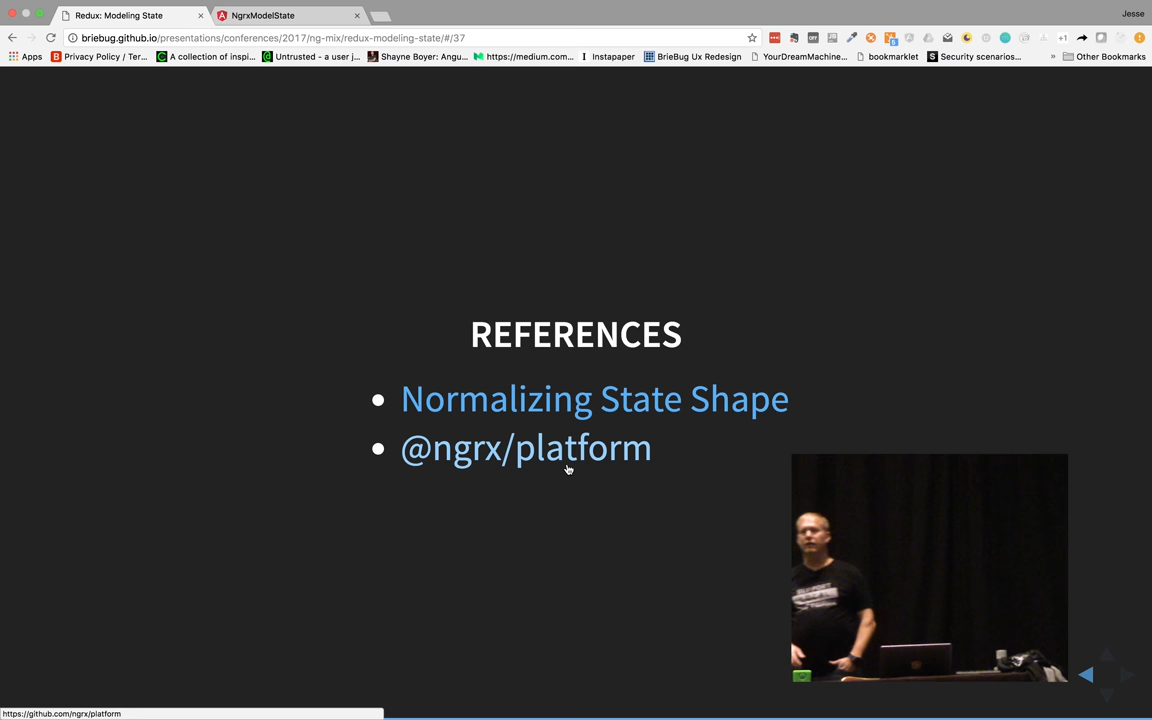 Redux: Modeling State
NgrxModelState
Jesse
briebug.github.io/presentations/conferences/2017/ng-mix/redux-modeling-state/#/37
Apps
Privacy Policy / Ter...
A collection of inspi...
Untrusted - a user j...
Shayne Boyer: Angu...
https://medium.com...
Instapaper
BrieBug Ux Redesign
YourDreamMachine...
bookmarklet
Security scenarios...
»
Other Bookmarks
REFERENCES
• Normalizing State Shape
• @ngrx/platform
https://github.com/ngrx/platform